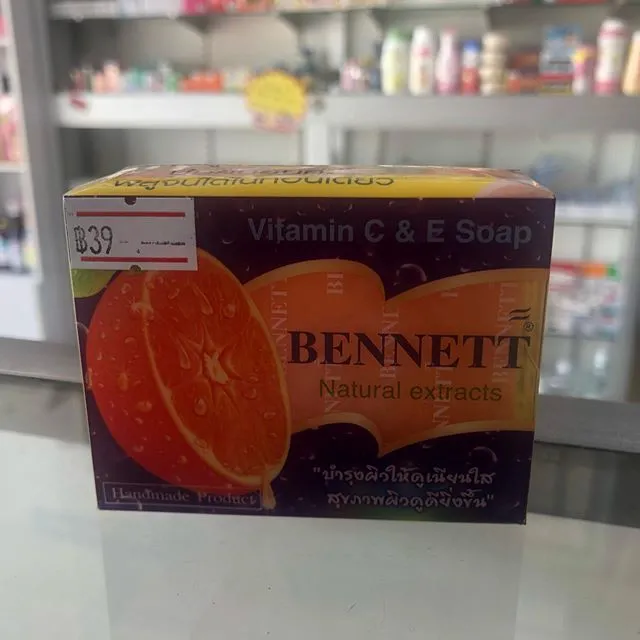 ฿39
Vitamin C & E Soap
BENNETT
®
Natural extracts
"บำรุงผิวให้ดูเนียนใส
สุขภาพผิวดูดียิ่งขึ้น"
Handmade Product